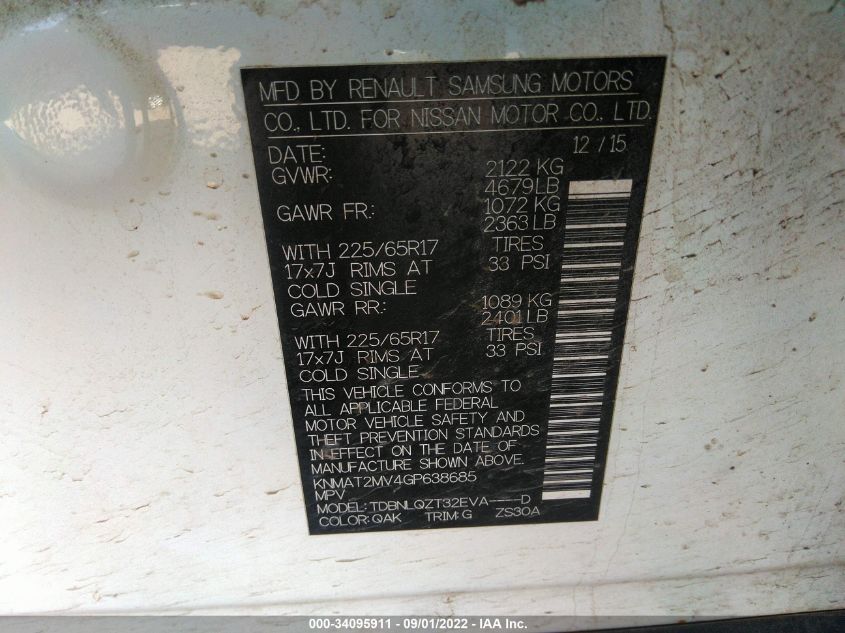 MFD BY RENAULT SAMSUNG MOTORS
CO., LTD. FOR NISSAN MOTOR CO., LTD.
DATE: 12 / 15
GVWR: 2122 KG
4679LB
GAWR FR.: 1072 KG
2363LB
WITH 225/65R17 TIRES
17x7J RIMS AT 33 PSI
COLD SINGLE
GAWR RR.: 1089 KG
2401LB
WITH 225/65R17 TIRES
17x7J RIMS AT 33 PSI
COLD SINGLE
THIS VEHICLE CONFORMS TO
ALL APPLICABLE FEDERAL
MOTOR VEHICLE SAFETY AND
THEFT PREVENTION STANDARDS
IN EFFECT ON THE DATE OF
MANUFACTURE SHOWN ABOVE.
KNMAT2MV4GP638685
MPV
MODEL: TDBNLQZT32EVA----D
COLOR: QAK TRIM: G ZS30A
000-34095911 - 09/01/2022 - IAA Inc.